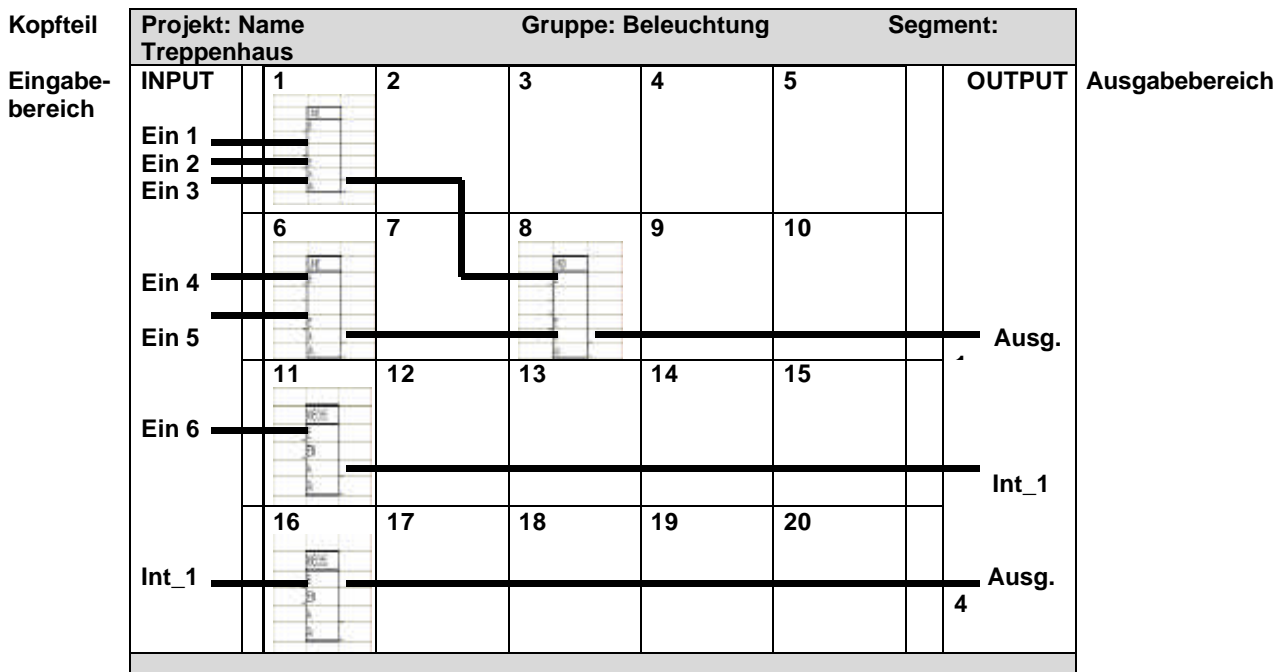 Kopfteil
Projekt: Name Gruppe: Beleuchtung Segment:
Treppenhaus
Eingabe-
bereich
INPUT 1 2 3 4 5 OUTPUT Ausgabebereich
Ein 1
Ein 2
Ein 3
6 7 8 9 10
Ein 4
Ein 5 Ausg.
11 12 13 14 15
Ein 6
Int_1
16 17 18 19 20
Int_1 Ausg.
4